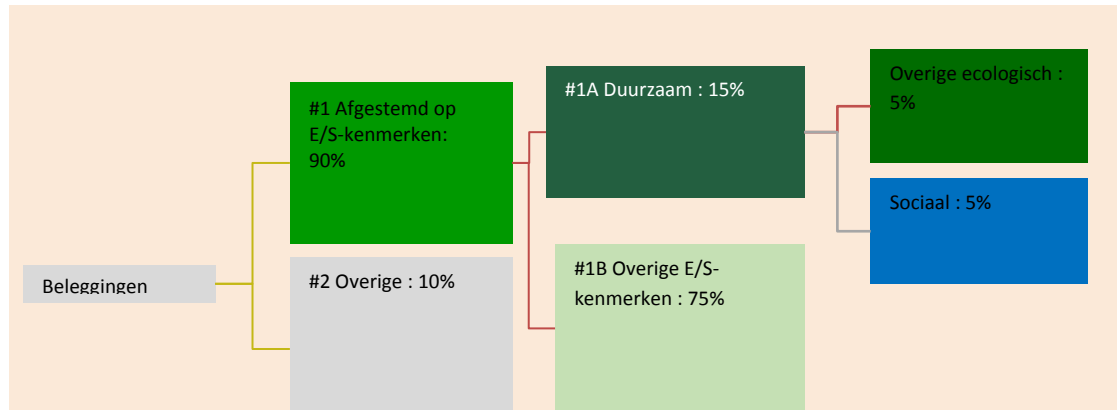 Beleggingen
#1 Afgestemd op
E/S-kenmerken:
90%
#2 Overige : 10%
#1A Duurzaam : 15%
#1B Overige E/S-
kenmerken : 75%
Overige ecologisch :
5%
Sociaal : 5%